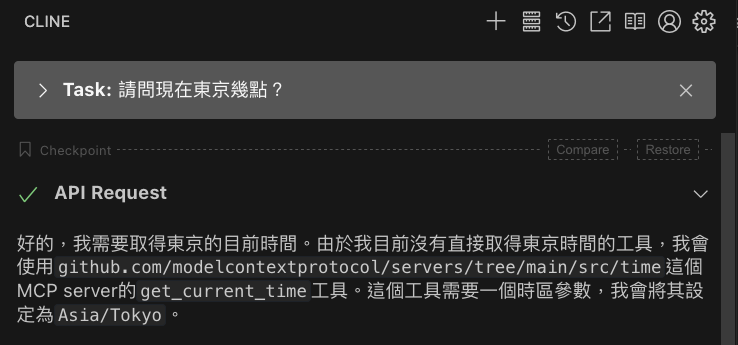 CLINE
Task: 請問現在東京幾點？
Checkpoint
Compare
Restore
API Request
好的，我需要取得東京的目前時間。由於我目前沒有直接取得東京時間的工具，我會
使用 github.com/modelcontextprotocol/servers/tree/main/src/time 這個
MCP server的 get_current_time 工具。這個工具需要一個時區參數，我會將其設
定為 Asia/Tokyo 。